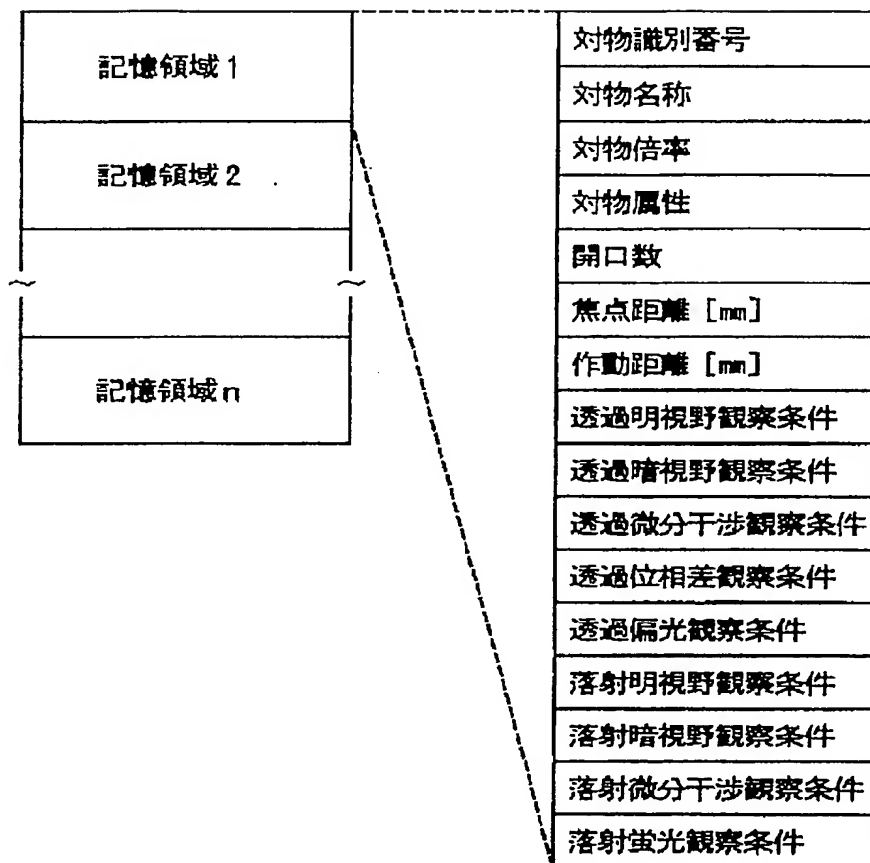 記憶領域1
記憶領域2
記憶領域n
対物識別番号
対物名称
対物倍率
対物属性
開口数
焦点距離［mm］
作動距離［mm］
透過明視野観察条件
透過暗視野観察条件
透過微分干渉観察条件
透過位相差観察条件
透過偏光観察条件
落射明視野観察条件
落射暗視野観察条件
落射微分干渉観察条件
落射蛍光観察条件